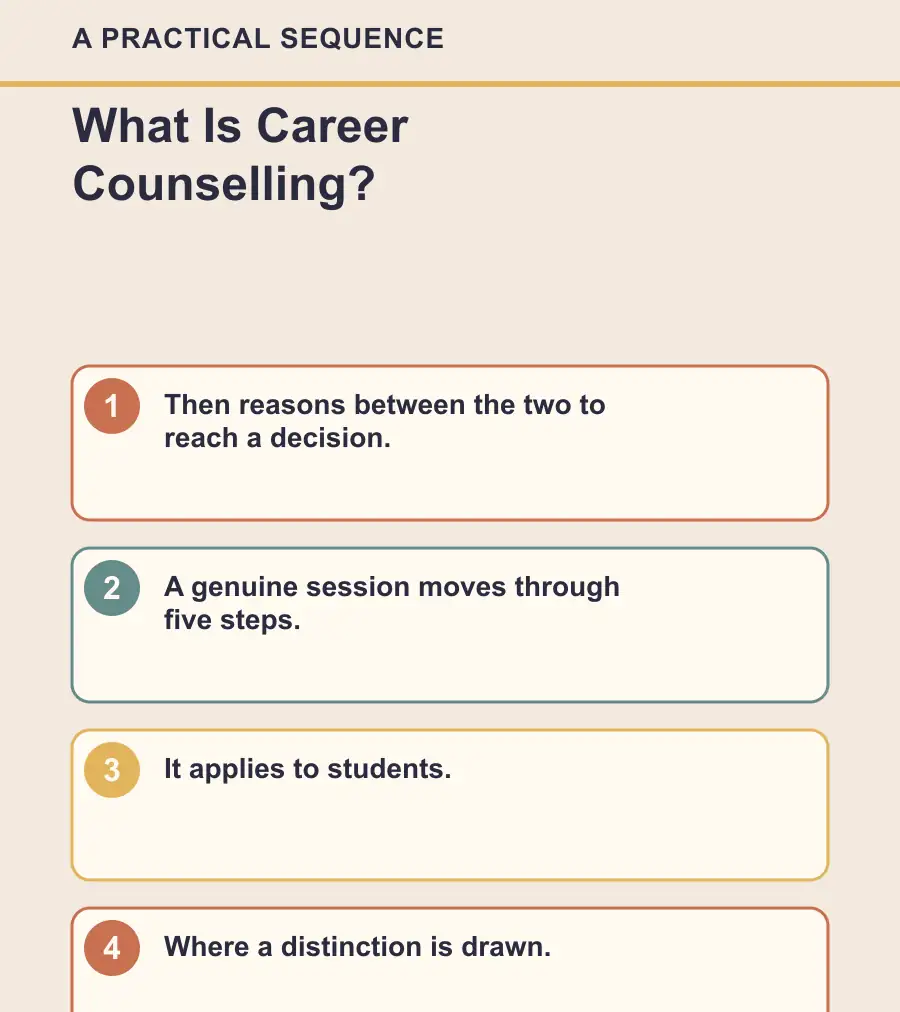 A PRACTICAL SEQUENCE
What Is Career
Counselling?
1
Then reasons between the two to
reach a decision.
2
A genuine session moves through
five steps.
3
It applies to students.
4
Where a distinction is drawn.